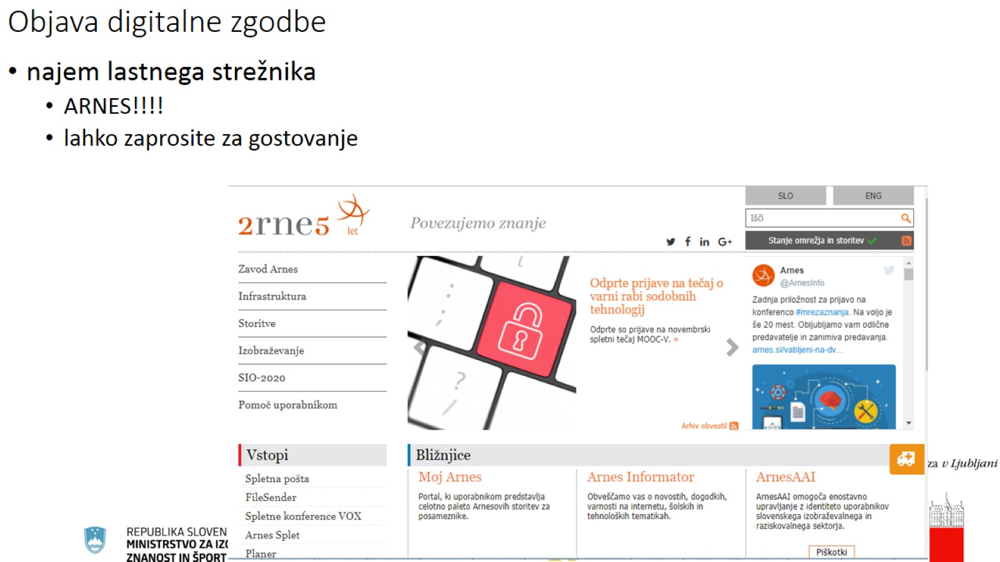 Objava digitalne zgodbe
• najem lastnega strežnika
• ARNES!!!!
• lahko zaprosite za gostovanje
SLO
ENG
Išči
Stanje omrežja in storitev
2rne5
let
Povezujemo znanje
Zavod Arnes
Infrastruktura
Storitve
Izobraževanje
SIO-2020
Pomoč uporabnikom
Odprte prijave na tečaj o
varni rabi sodobnih
tehnologij
Odprte so prijave na novembrski
spletni tečaj MOOC-V. »
Arhiv obvestil
Arnes
@ArnesInfo
Zadnja priložnost za prijavo na
konferenco #mrezaznanja. Na voljo je
še 20 mest. Obljubljamo vam odlične
predavatelje in zanimiva predavanja.
arnes.si/vabljeni-na-dv…
Vstopi
Spletna pošta
FileSender
Spletne konference VOX
Arnes Splet
Planer
Bližnjice
Moj Arnes
Portal, ki uporabnikom predstavlja
celotno paleto Arnesovih storitev za
posameznike.
Arnes Informator
Obveščamo vas o novostih, dogodkih,
varnosti na internetu, šolskih in
tehnoloških tematikah.
ArnesAAI
ArnesAAI omogoča enostavno
upravljanje z identiteto uporabnikov
slovenskega izobraževalnega in
raziskovalnega sektorja.
Piškotki
za v Ljubljani
REPUBLIKA SLOVEN
MINISTRSTVO ZA IZO
ZNANOST IN ŠPORT